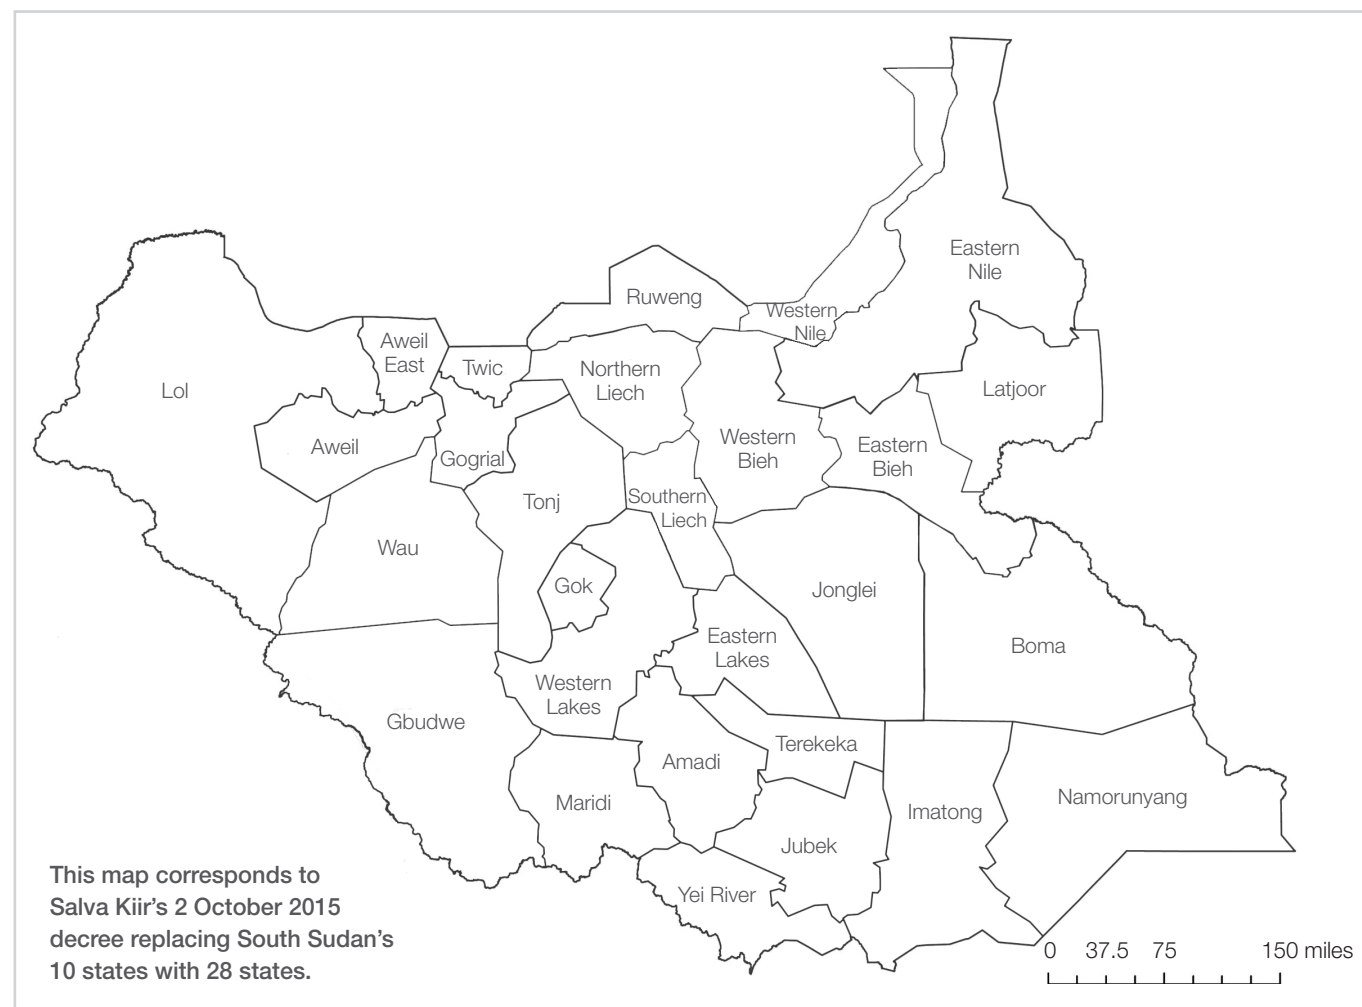 Eastern
Nile
Ruweng
Western
Nile
Aweil
East
Twic
Northern
Liech
Latjoor
Lol
Aweil
Gogrial
Western
Bieh
Eastern
Bieh
Tonj
Southern
Liech
Wau
Gok
Jonglei
Eastern
Lakes
Boma
Western
Lakes
Gbudwe
Terekeka
Amadi
Maridi
Imatong
Namorunyang
Jubek
Yei River
This map corresponds to
Salva Kiir’s 2 October 2015
decree replacing South Sudan’s
10 states with 28 states.
0 37.5 75 150 miles